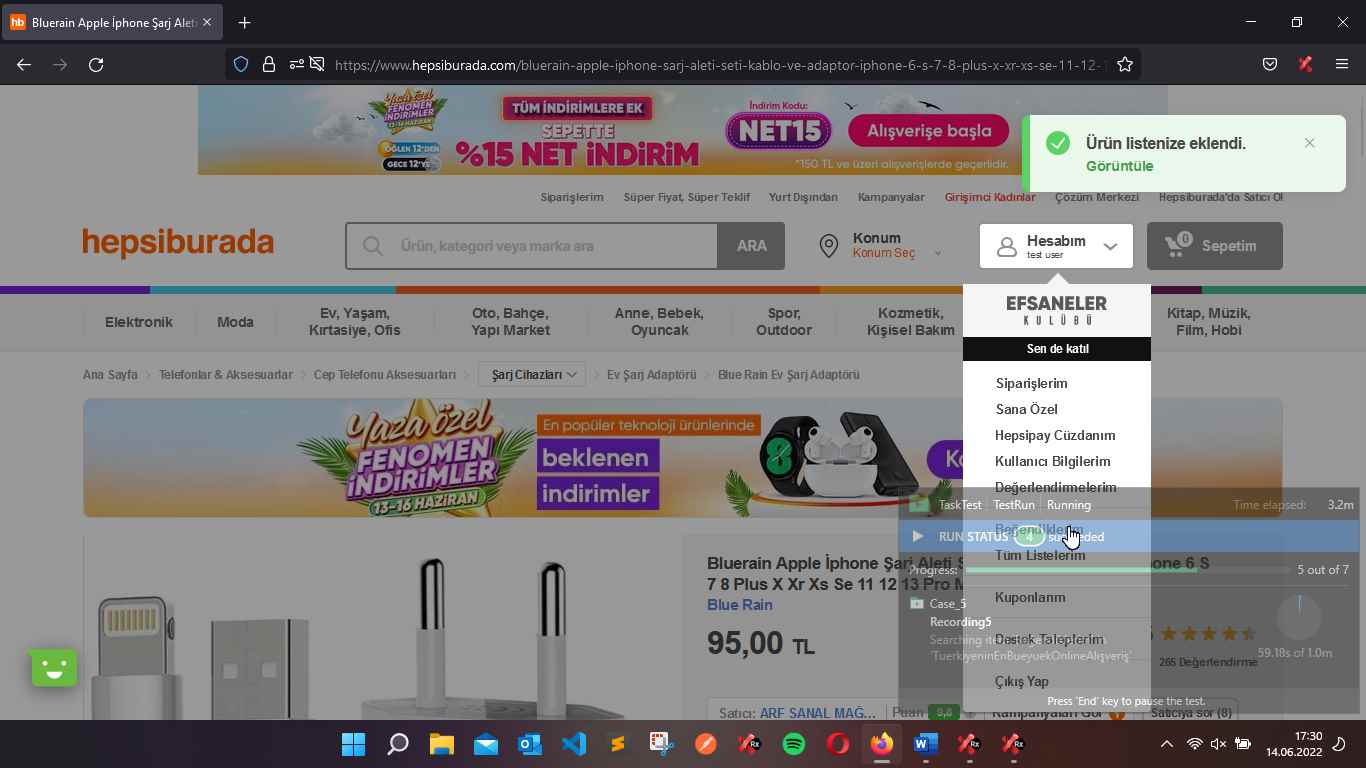 Bluerain Apple İphone Şarj Aleti
https://www.hepsiburada.com/bluerain-apple-iphone-sarj-aleti-seti-kablo-ve-adaptor-iphone-6-s-7-8-plus-x-xr-xs-se-11-12-1
Yaza özel
FENOMEN
İNDİRİMLER
13-16 HAZİRAN
ÖĞLEN 12'DEN
GECE 12'YE
TÜM İNDİRİMLERE EK
SEPETTE
%15 NET İNDİRİM
İndirim Kodu:
NET15
Alışverişe başla
*150 TL ve üzeri alışverişlerde geçerlidir.
Ürün listenize eklendi.
Görüntüle
Siparişlerim
Süper Fiyat, Süper Teklif
Yurt Dışından
Kampanyalar
Girişimci Kadınlar
Çözüm Merkezi
Hepsiburada'da Satıcı Ol
hepsiburada
Ürün, kategori veya marka ara
ARA
Konum
Konum Seç
Hesabım
test user
0
Sepetim
Elektronik
Moda
Ev, Yaşam,
Kırtasiye, Ofis
Oto, Bahçe,
Yapı Market
Anne, Bebek,
Oyuncak
Spor,
Outdoor
Kozmetik,
Kişisel Bakım
Kitap, Müzik,
Film, Hobi
EFSANELER
KULÜBÜ
Sen de katıl
Siparişlerim
Sana Özel
Hepsipay Cüzdanım
Kullanıcı Bilgilerim
Değerlendirmelerim
Beğendiklerim
Tüm Listelerim
Kuponlarım
Destek Taleplerim
Çıkış Yap
Ana Sayfa
Telefonlar & Aksesuarlar
Cep Telefonu Aksesuarları
Şarj Cihazları
Ev Şarj Adaptörü
Blue Rain Ev Şarj Adaptörü
Yaza özel
FENOMEN
İNDİRİMLER
13-16 HAZİRAN
En popüler teknoloji ürünlerinde
beklenen
indirimler
TaskTest
TestRun
Running
Time elapsed:
3.2m
RUN STATUS
4
succeeded
Progress:
5 out of 7
Case_5
Recording5
59.18s of 1.0m
Press 'End' key to pause the test.
Bluerain Apple İphone Şarj Aleti S
7 8 Plus X Xr Xs Se 11 12 13 Pro M
Blue Rain
95,00 TL
265 Değerlendirme
Satıcı: ARF SANAL MAĞ...
Puan
9,8
Kampanyaları Gör
Satıcıya sor (8)
17:30
14.06.2022